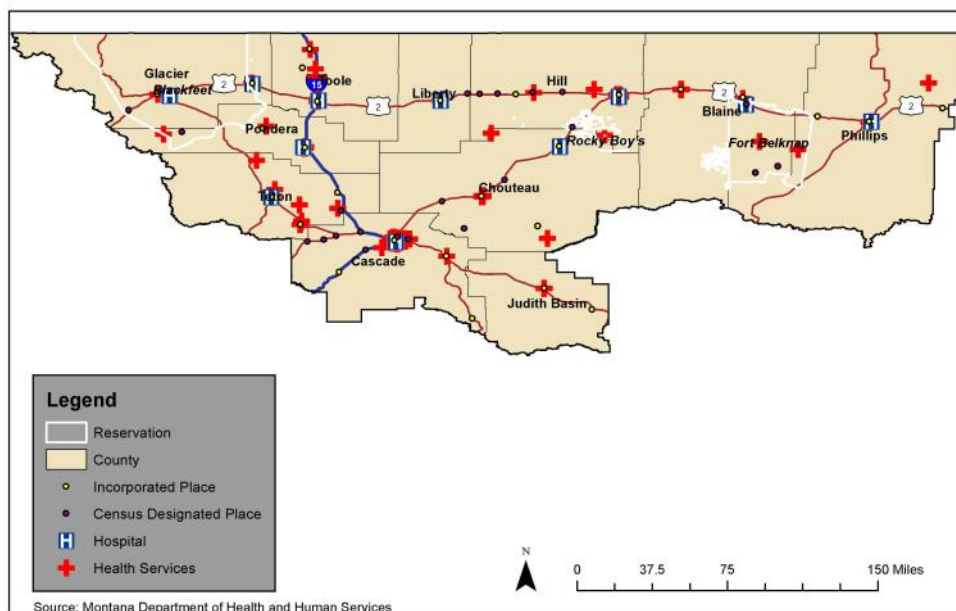 Glacier
Blackfeet
2
15
Toole
2
Liberty
Hill
2
Blaine
2
Pondera
Rocky Boy's
Fort Belknap
Phillips
Teton
Chouteau
Cascade
Judith Basin
Legend
Reservation
County
Incorporated Place
Census Designated Place
H Hospital
Health Services
N
0 37.5 75 150 Miles
Source: Montana Department of Health and Human Services